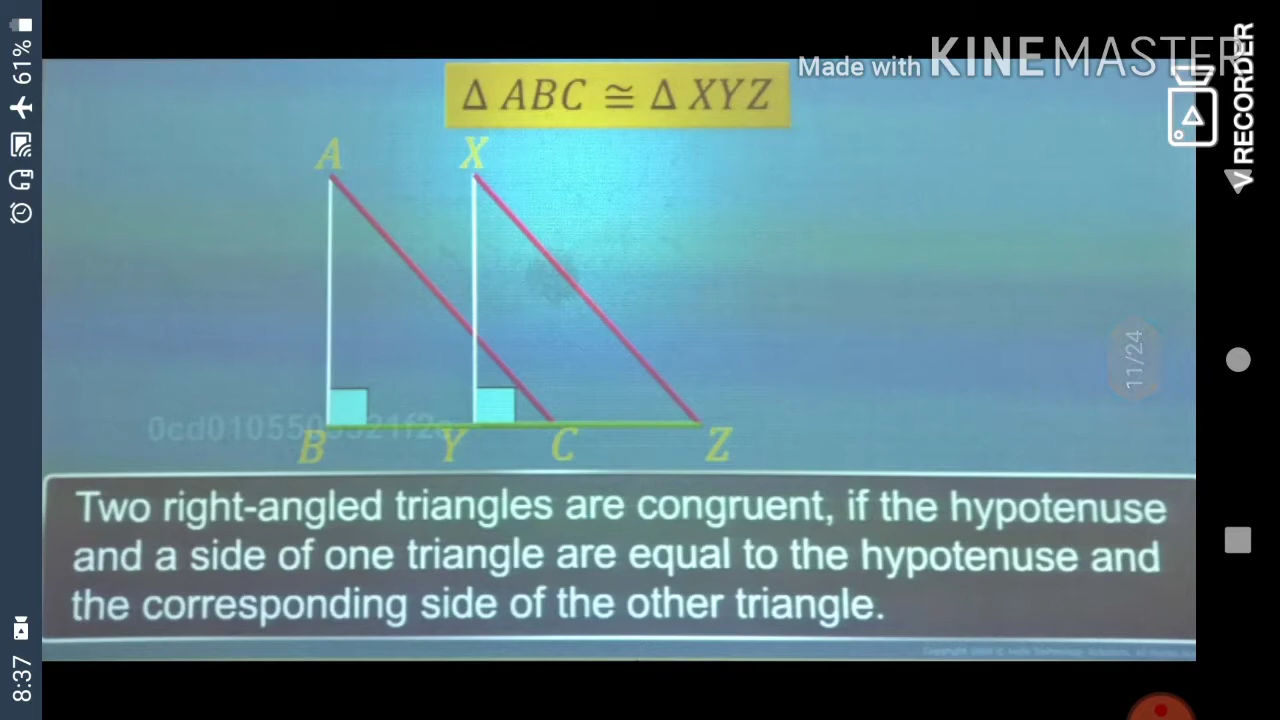 61%
8:37
Made with KINEMASTER
V RECORDER
Δ ABC ≅ Δ XYZ
A
X
11/24
B
Y
C
Z
Two right-angled triangles are congruent, if the hypotenuse
and a side of one triangle are equal to the hypotenuse and
the corresponding side of the other triangle.